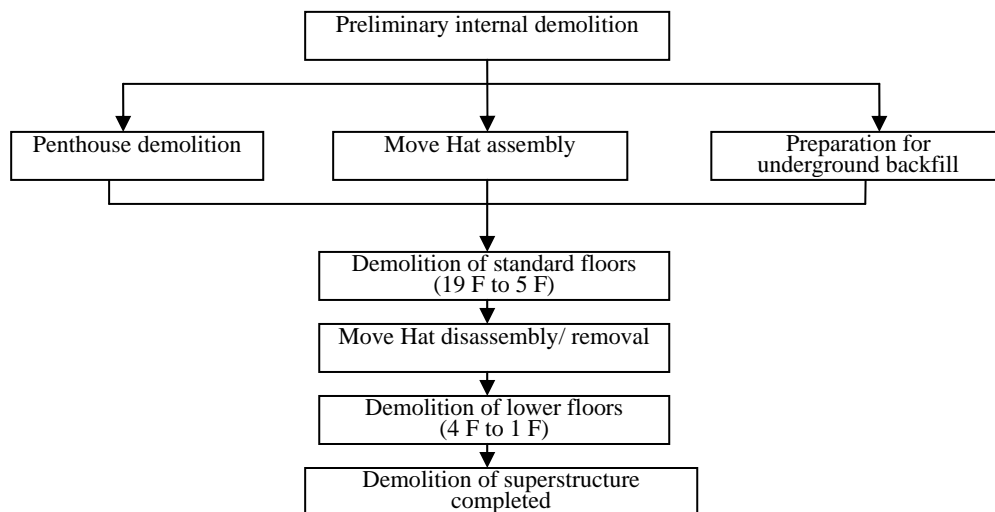 Preliminary internal demolition
Penthouse demolition
Move Hat assembly
Preparation for
underground backfill
Demolition of standard floors
(19 F to 5 F)
Move Hat disassembly/ removal
Demolition of lower floors
(4 F to 1 F)
Demolition of superstructure
completed